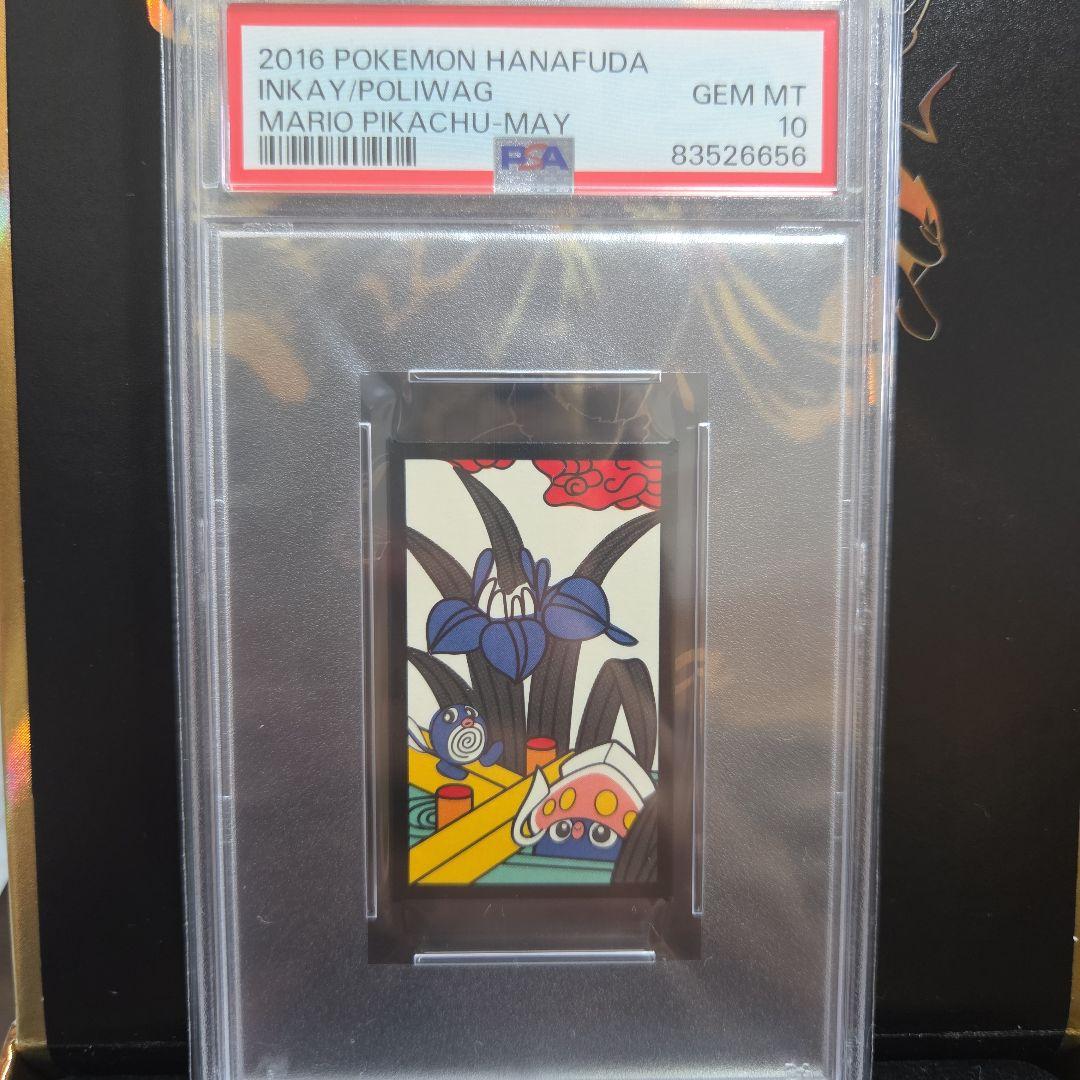 2016 POKEMON HANAFUDA
INKAY/POLIWAG GEM MT
MARIO PIKACHU-MAY 10
PSA 83526656